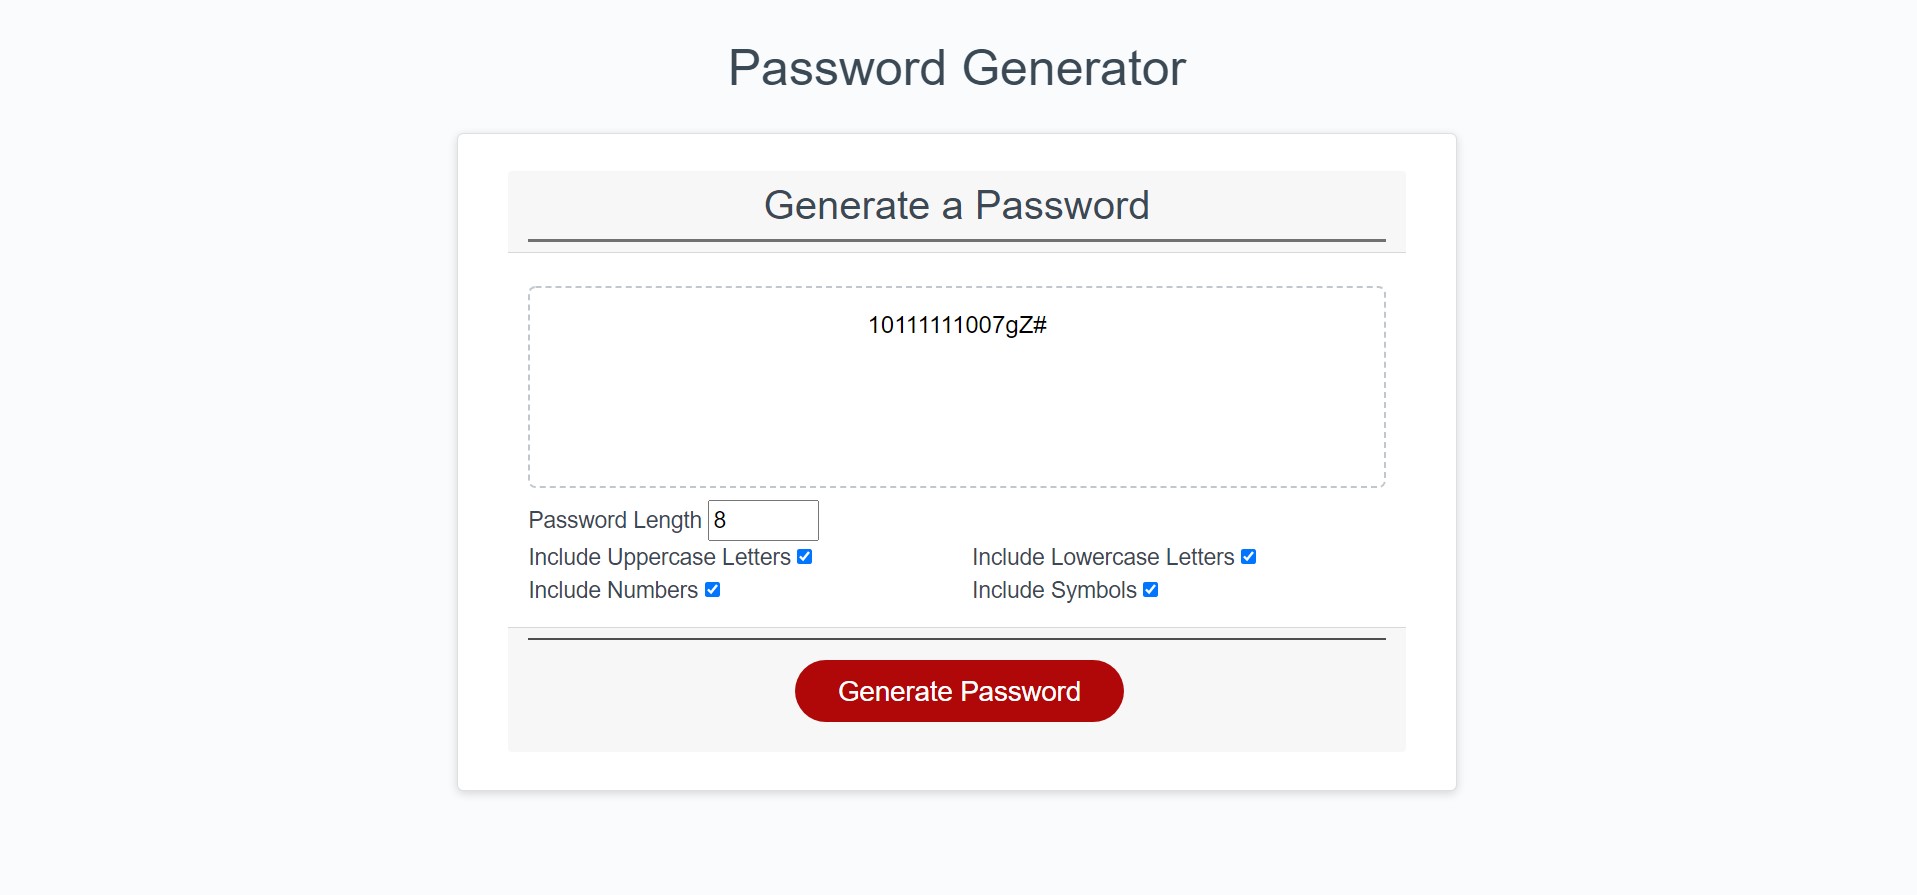 Password Generator
Generate a Password
10111111007gZ#
Password Length 8
Include Uppercase Letters
Include Lowercase Letters
Include Numbers
Include Symbols
Generate Password